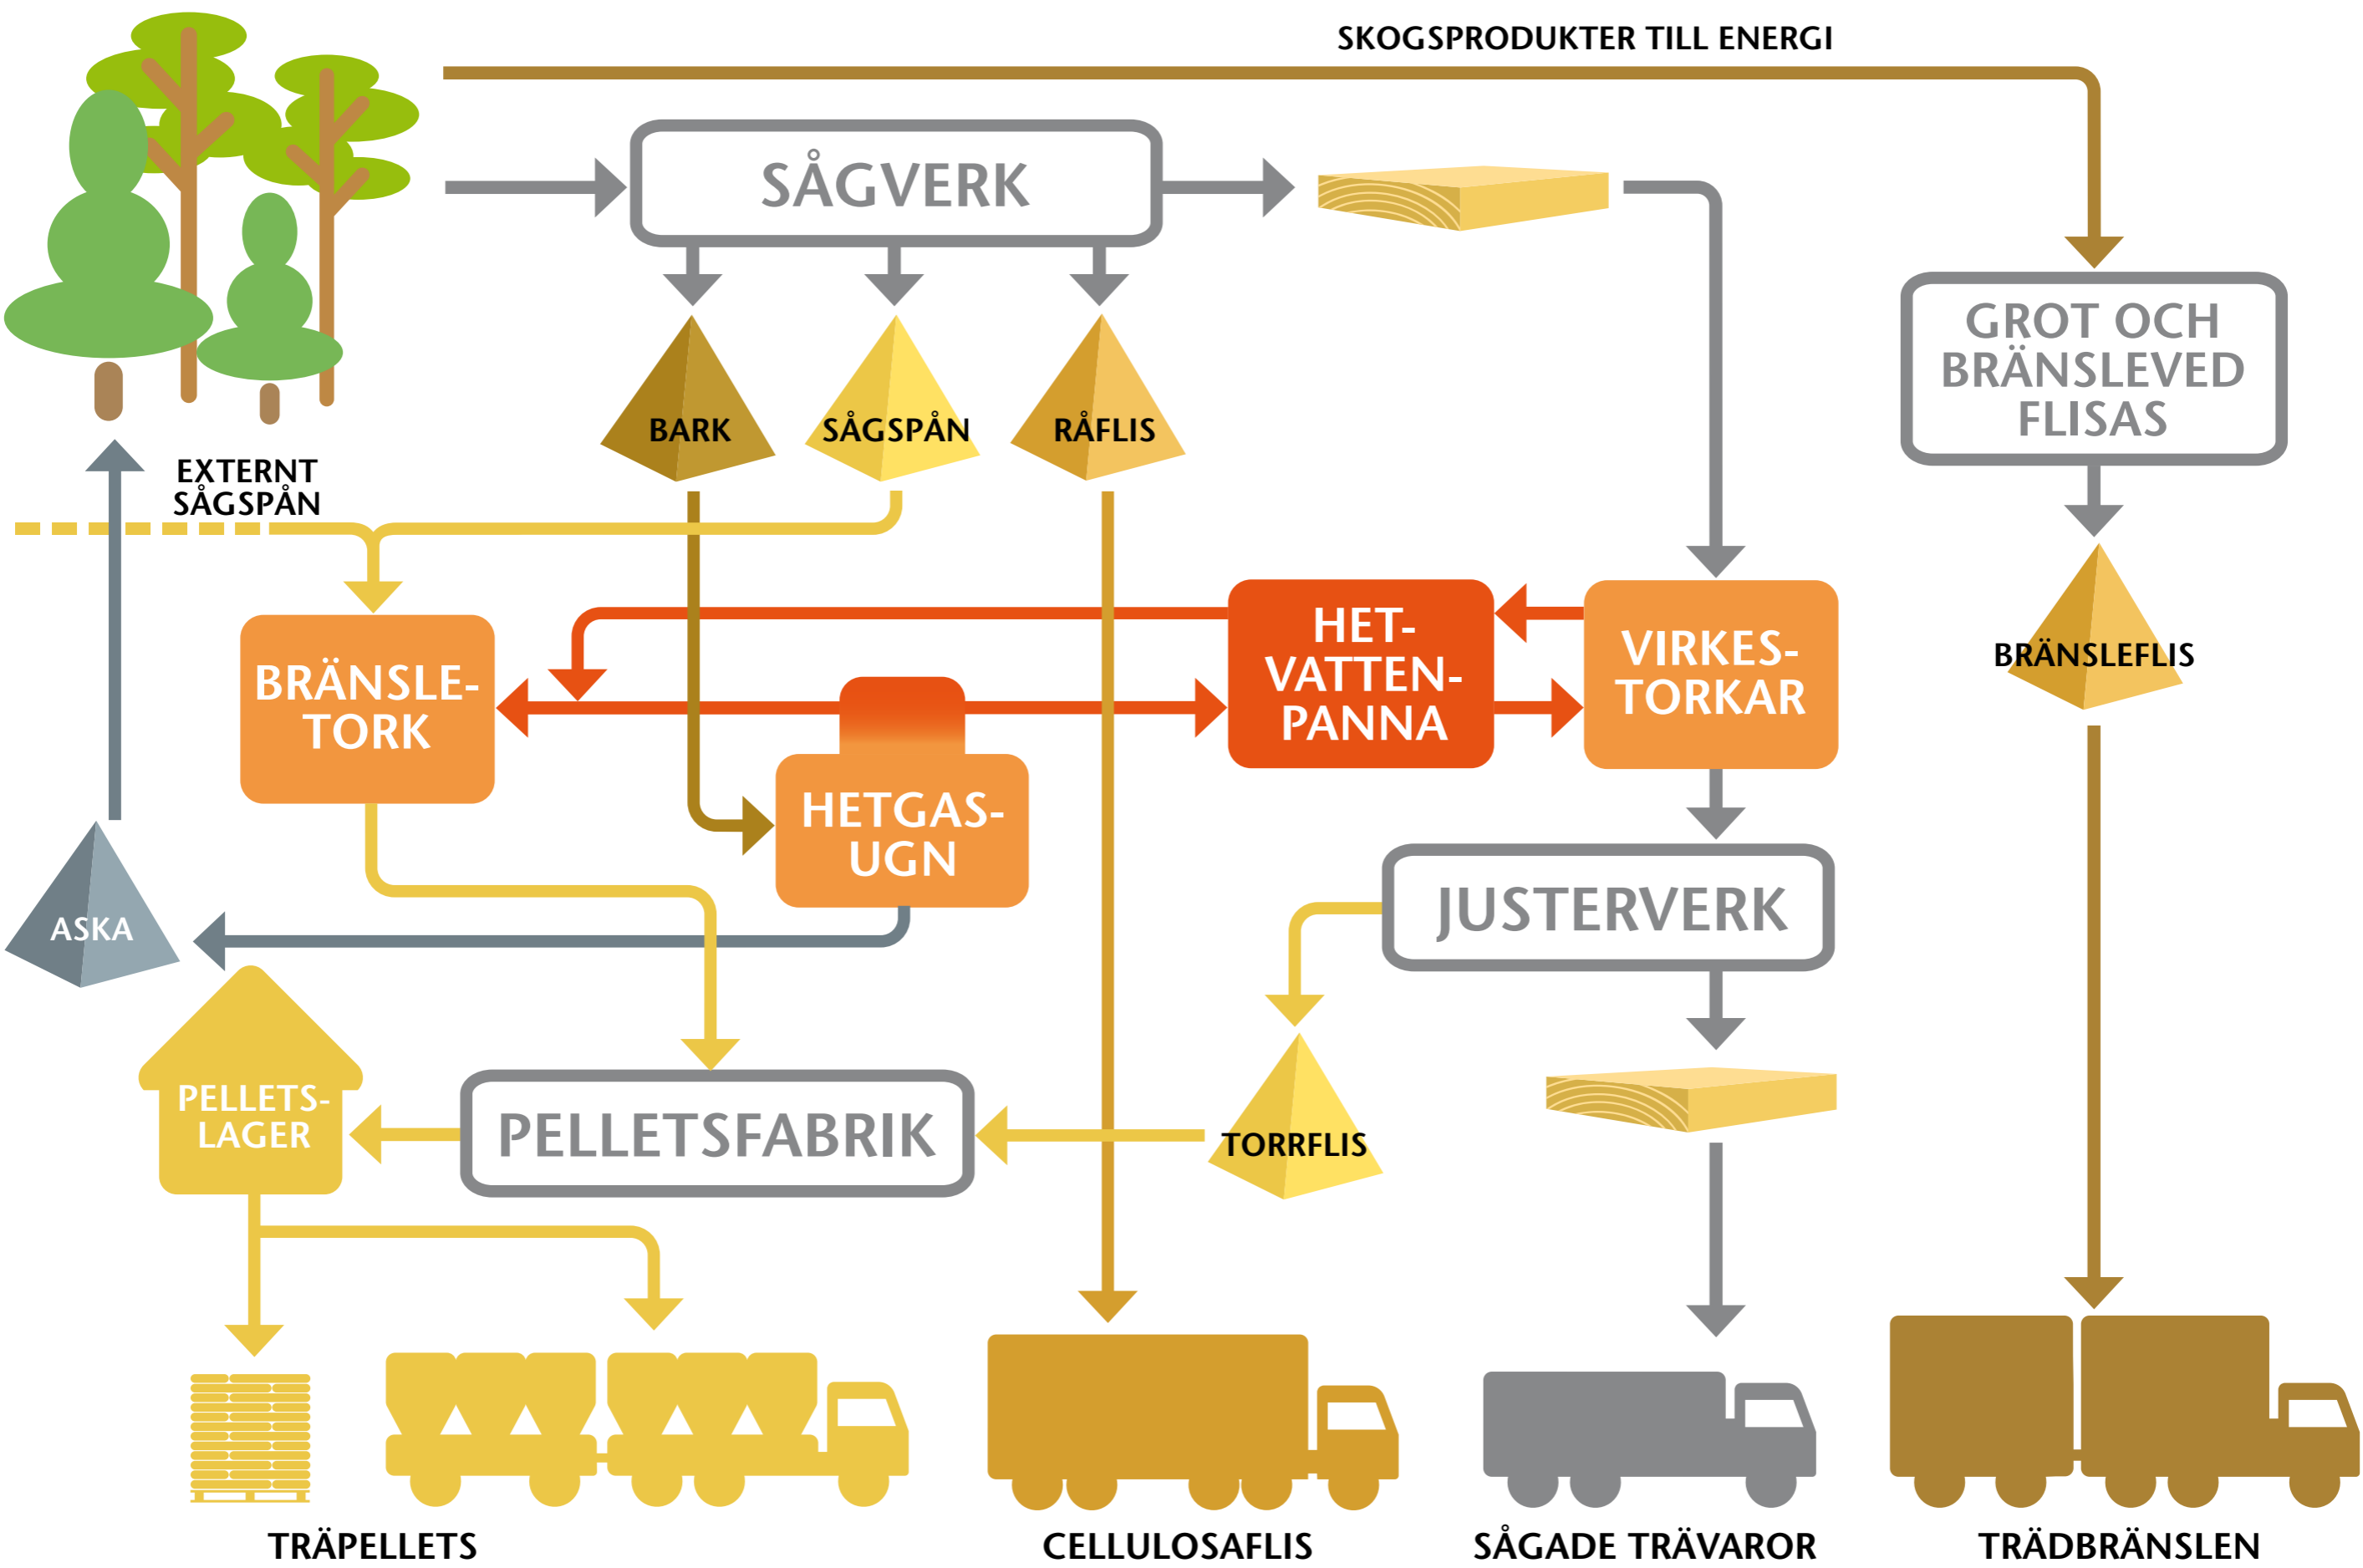 SKOGSPRODUKTER TILL ENERGI
SÅGVERK
GROT OCH
BRÄNSLEVED
FLISAS
BARK
SÅGSPÅN
RÅFLIS
EXTERNT
SÅGSPÅN
HET-
VATTEN-
PANNA
VIRKES-
TORKAR
BRÄNSLEFLIS
BRÄNSLE-
TORK
HETGAS-
UGN
JUSTERVERK
ASKA
PELLETS-
LAGER
PELLETSFABRIK
TORRFLIS
TRÄPELLETS
CELLULOSAFLIS
SÅGADE TRÄVAROR
TRÄDBRÄNSLEN